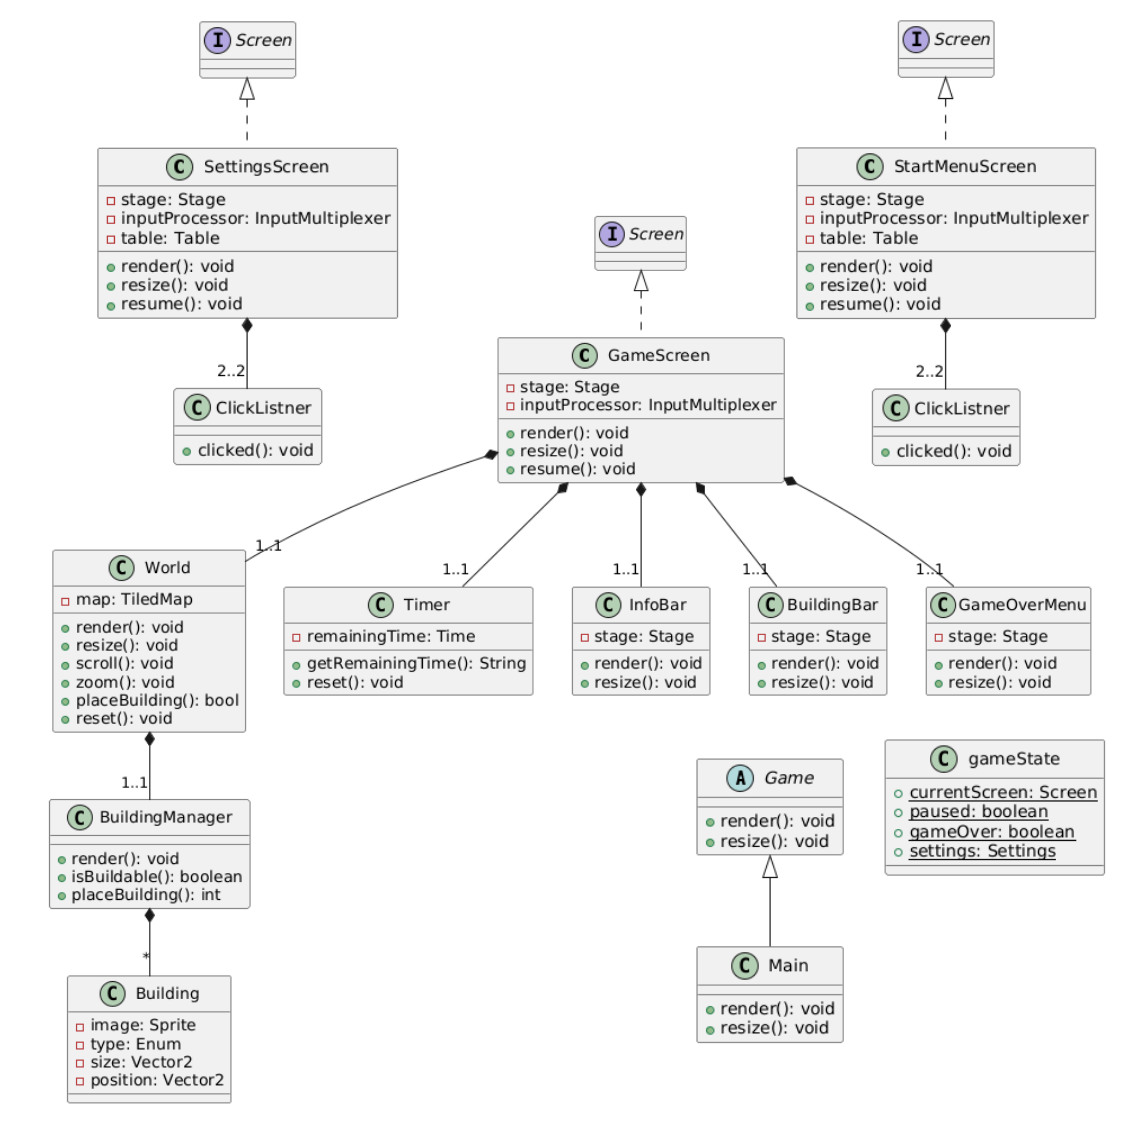 I Screen
I Screen
C SettingsScreen
stage: Stage
inputProcessor: InputMultiplexer
table: Table
render(): void
resize(): void
resume(): void
C StartMenuScreen
stage: Stage
inputProcessor: InputMultiplexer
table: Table
render(): void
resize(): void
resume(): void
I Screen
2..2
C ClickListner
clicked(): void
C GameScreen
stage: Stage
inputProcessor: InputMultiplexer
render(): void
resize(): void
resume(): void
2..2
C ClickListner
clicked(): void
1..1
C World
map: TiledMap
render(): void
resize(): void
scroll(): void
zoom(): void
placeBuilding(): bool
reset(): void
1..1
C Timer
remainingTime: Time
getRemainingTime(): String
reset(): void
1..1
C InfoBar
stage: Stage
render(): void
resize(): void
1..1
C BuildingBar
stage: Stage
render(): void
resize(): void
1..1
C GameOverMenu
stage: Stage
render(): void
resize(): void
1..1
C BuildingManager
render(): void
isBuildable(): boolean
placeBuilding(): int
A Game
render(): void
resize(): void
C gameState
currentScreen: Screen
paused: boolean
gameOver: boolean
settings: Settings
*
C Building
image: Sprite
type: Enum
size: Vector2
position: Vector2
C Main
render(): void
resize(): void